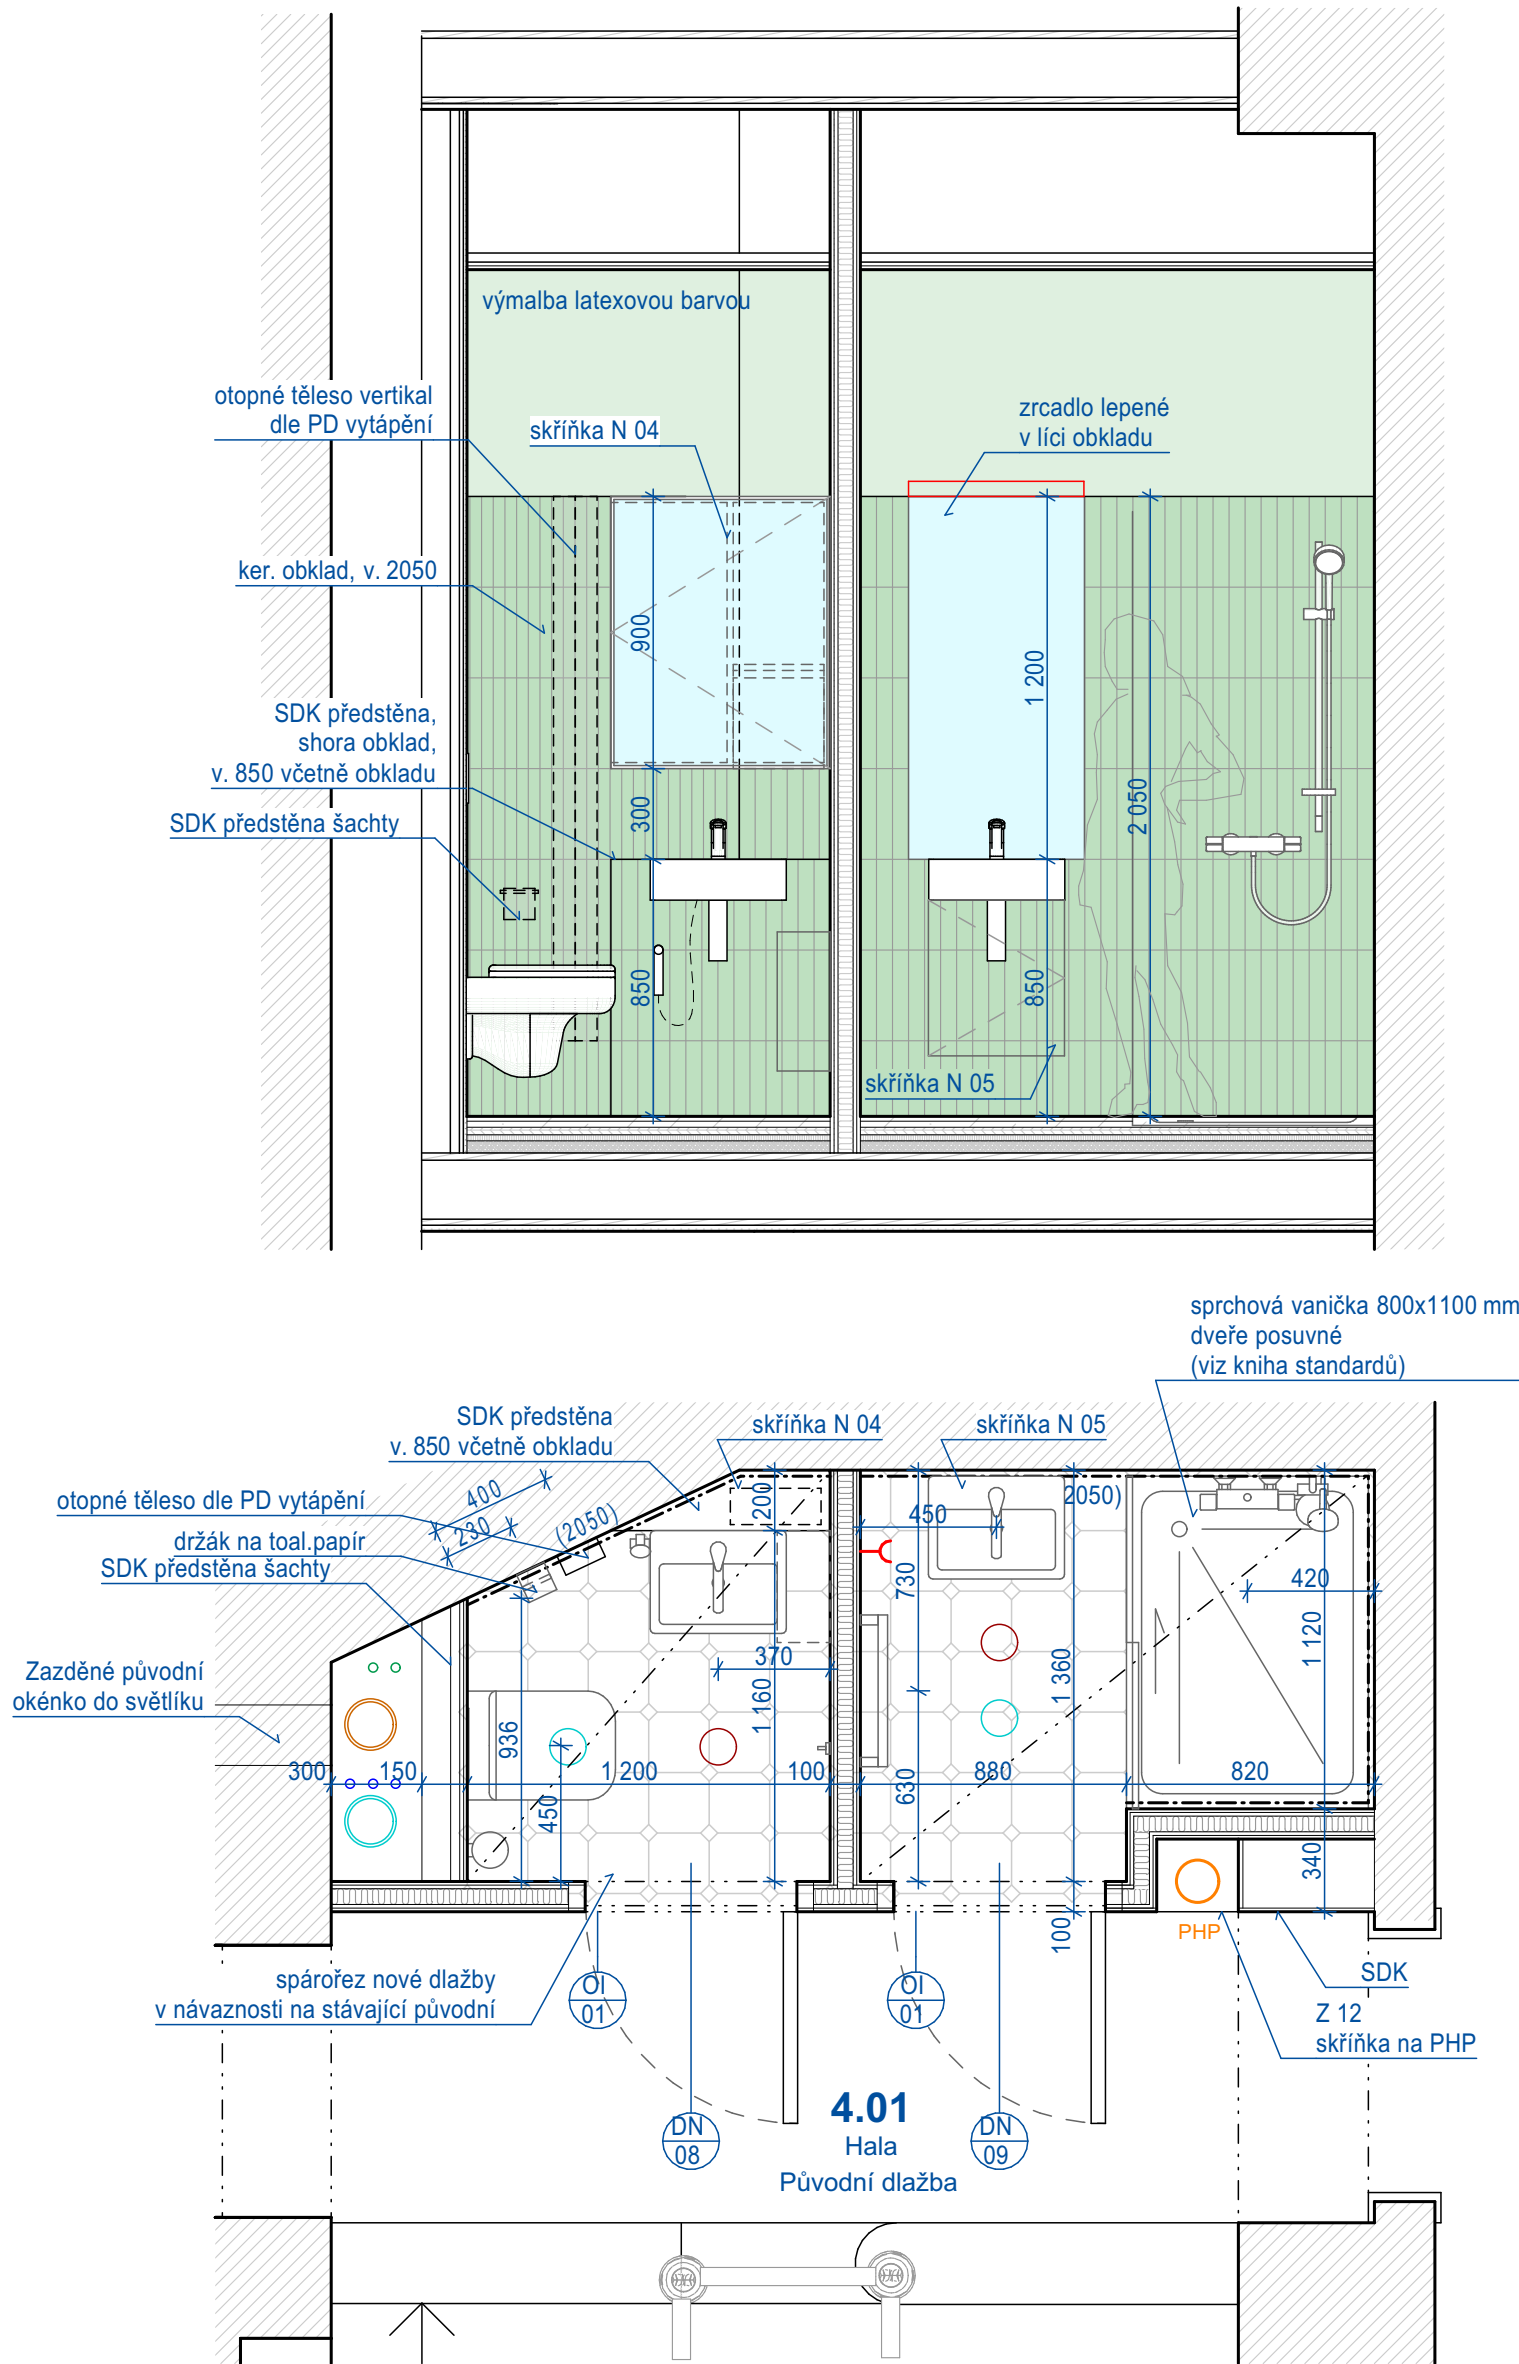 výmalba latexovou barvou
otopné těleso vertikal
dle PD vytápění
skříňka N 04
zrcadlo lepené
v líci obkladu
ker. obklad, v. 2050
900
1 200
SDK předstěna,
shora obklad,
v. 850 včetně obkladu
SDK předstěna šachty
300
2 050
850
850
skříňka N 05
sprchová vanička 800x1100 mm
dveře posuvné
(viz kniha standardů)
SDK předstěna
v. 850 včetně obkladu
skříňka N 04
skříňka N 05
otopné těleso dle PD vytápění
držák na toal.papír
SDK předstěna šachty
400
230
(2050)
200
450
2050)
730
420
1 120
Zazděné původní
okénko do světlíku
370
1 160
1 360
936
300
150
1 200
100
880
820
450
630
340
100
PHP
spárořez nové dlažby
v návaznosti na stávající původní
OI
01
OI
01
SDK
Z 12
skříňka na PHP
DN
08
DN
09
4.01
Hala
Původní dlažba